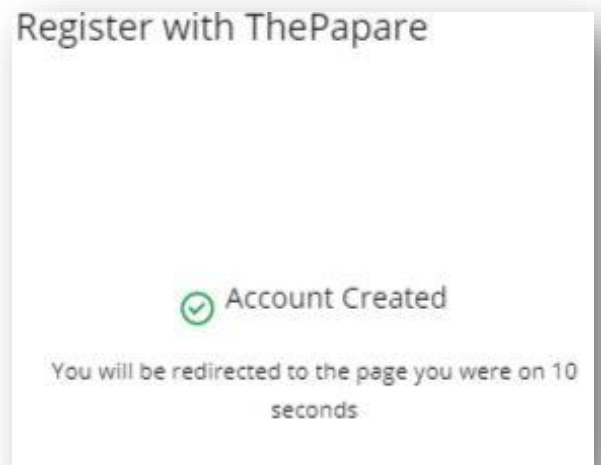 Register with ThePapare
Account Created
You will be redirected to the page you were on 10
seconds